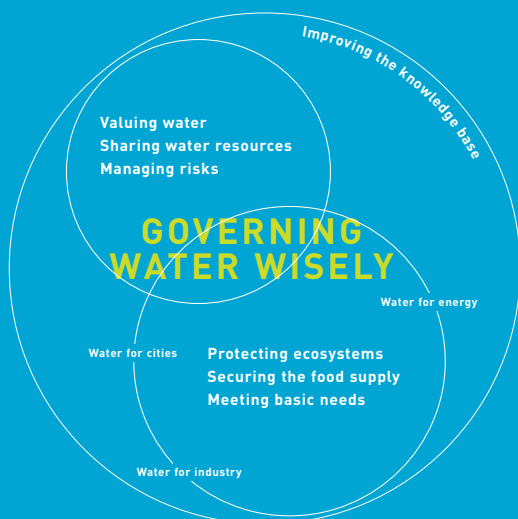 Improving the knowledge base
Valuing water
Sharing water resources
Managing risks
GOVERNING
WATER WISELY
Water for energy
Water for cities
Protecting ecosystems
Securing the food supply
Meeting basic needs
Water for industry